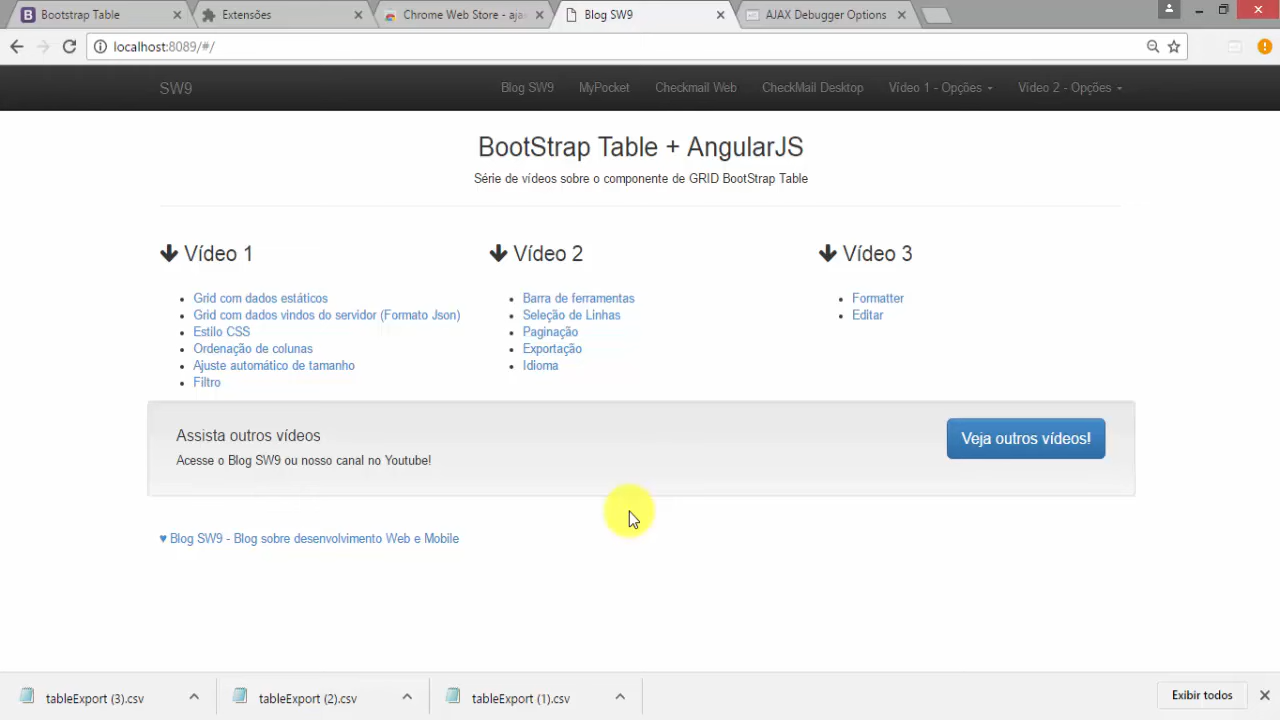 Bootstrap Table
Extensões
Chrome Web Store - aja
Blog SW9
AJAX Debugger Options
localhost:8089/#/
SW9
Blog SW9
MyPocket
Checkmail Web
CheckMail Desktop
Vídeo 1 - Opções
Vídeo 2 - Opções
BootStrap Table + AngularJS
Série de vídeos sobre o componente de GRID BootStrap Table
Vídeo 1
Grid com dados estáticos
Grid com dados vindos do servidor (Formato Json)
Estilo CSS
Ordenação de colunas
Ajuste automático de tamanho
Filtro
Vídeo 2
Barra de ferramentas
Seleção de Linhas
Paginação
Exportação
Idioma
Vídeo 3
Formatter
Editar
Assista outros vídeos
Acesse o Blog SW9 ou nosso canal no Youtube!
Veja outros vídeos!
♥ Blog SW9 - Blog sobre desenvolvimento Web e Mobile
tableExport (3).csv
tableExport (2).csv
tableExport (1).csv
Exibir todos